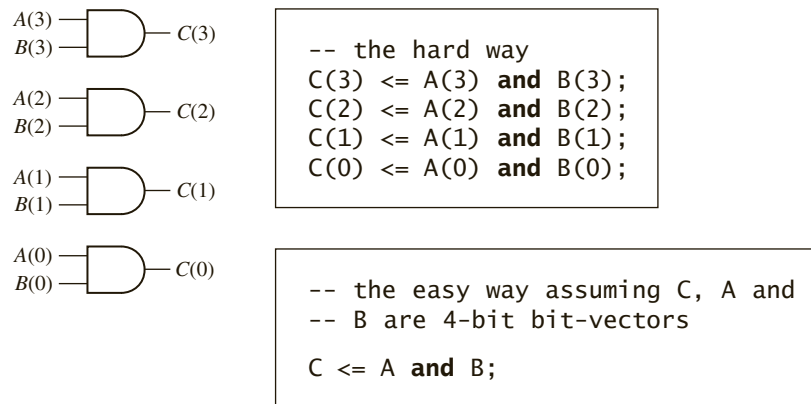 A(3)
B(3)
C(3)
A(2)
B(2)
C(2)
A(1)
B(1)
C(1)
A(0)
B(0)
C(0)
-- the hard way
C(3) <= A(3) and B(3);
C(2) <= A(2) and B(2);
C(1) <= A(1) and B(1);
C(0) <= A(0) and B(0);
-- the easy way assuming C, A and
-- B are 4-bit bit-vectors
C <= A and B;